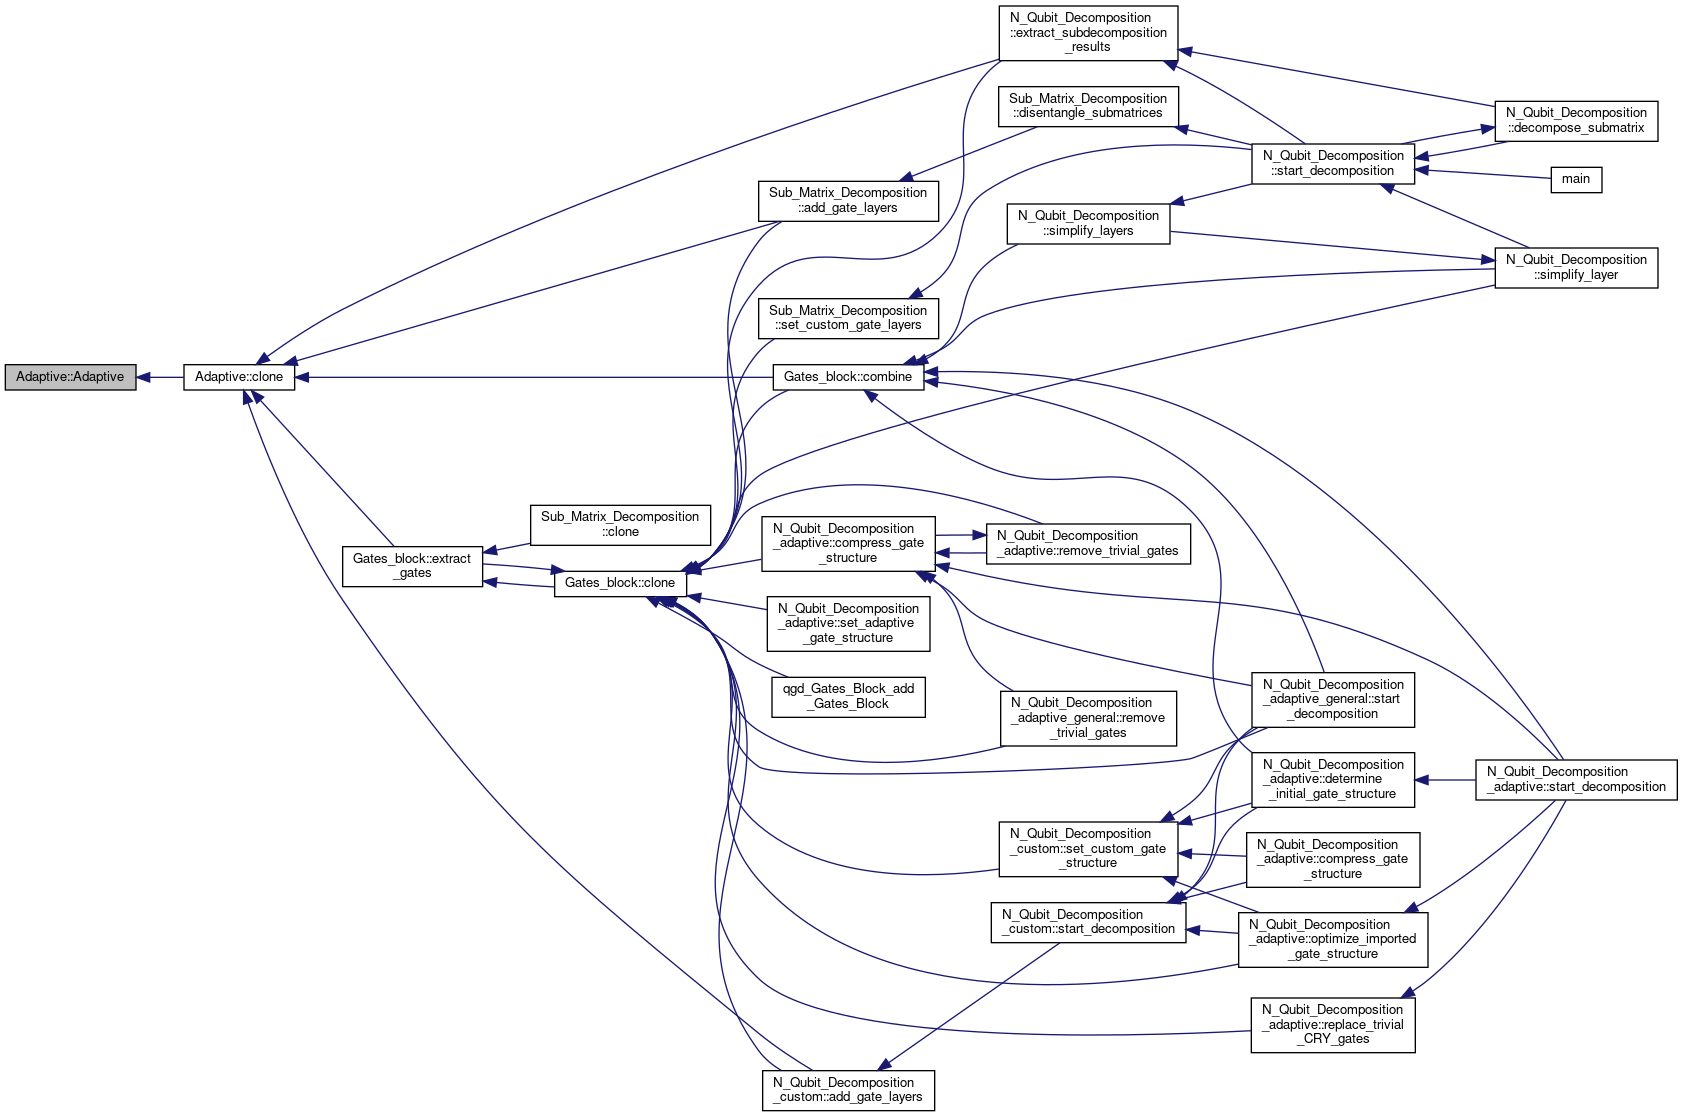 N_Qubit_Decomposition
::extract_subdecomposition
_results
Sub_Matrix_Decomposition
::disentangle_submatrices
N_Qubit_Decomposition
::decompose_submatrix
N_Qubit_Decomposition
::start_decomposition
main
Sub_Matrix_Decomposition
::add_gate_layers
N_Qubit_Decomposition
::simplify_layers
N_Qubit_Decomposition
::simplify_layer
Sub_Matrix_Decomposition
::set_custom_gate_layers
Adaptive::Adaptive
Adaptive::clone
Gates_block::combine
Sub_Matrix_Decomposition
::clone
N_Qubit_Decomposition
_adaptive::compress_gate
_structure
N_Qubit_Decomposition
_adaptive::remove_trivial_gates
Gates_block::extract
_gates
Gates_block::clone
N_Qubit_Decomposition
_adaptive::set_adaptive
_gate_structure
qgd_Gates_Block_add
_Gates_Block
N_Qubit_Decomposition
_adaptive_general::remove
_trivial_gates
N_Qubit_Decomposition
_adaptive_general::start
_decomposition
N_Qubit_Decomposition
_adaptive::determine
_initial_gate_structure
N_Qubit_Decomposition
_adaptive::start_decomposition
N_Qubit_Decomposition
_custom::set_custom_gate
_structure
N_Qubit_Decomposition
_adaptive::compress_gate
_structure
N_Qubit_Decomposition
_custom::start_decomposition
N_Qubit_Decomposition
_adaptive::optimize_imported
_gate_structure
N_Qubit_Decomposition
_adaptive::replace_trivial
_CRY_gates
N_Qubit_Decomposition
_custom::add_gate_layers